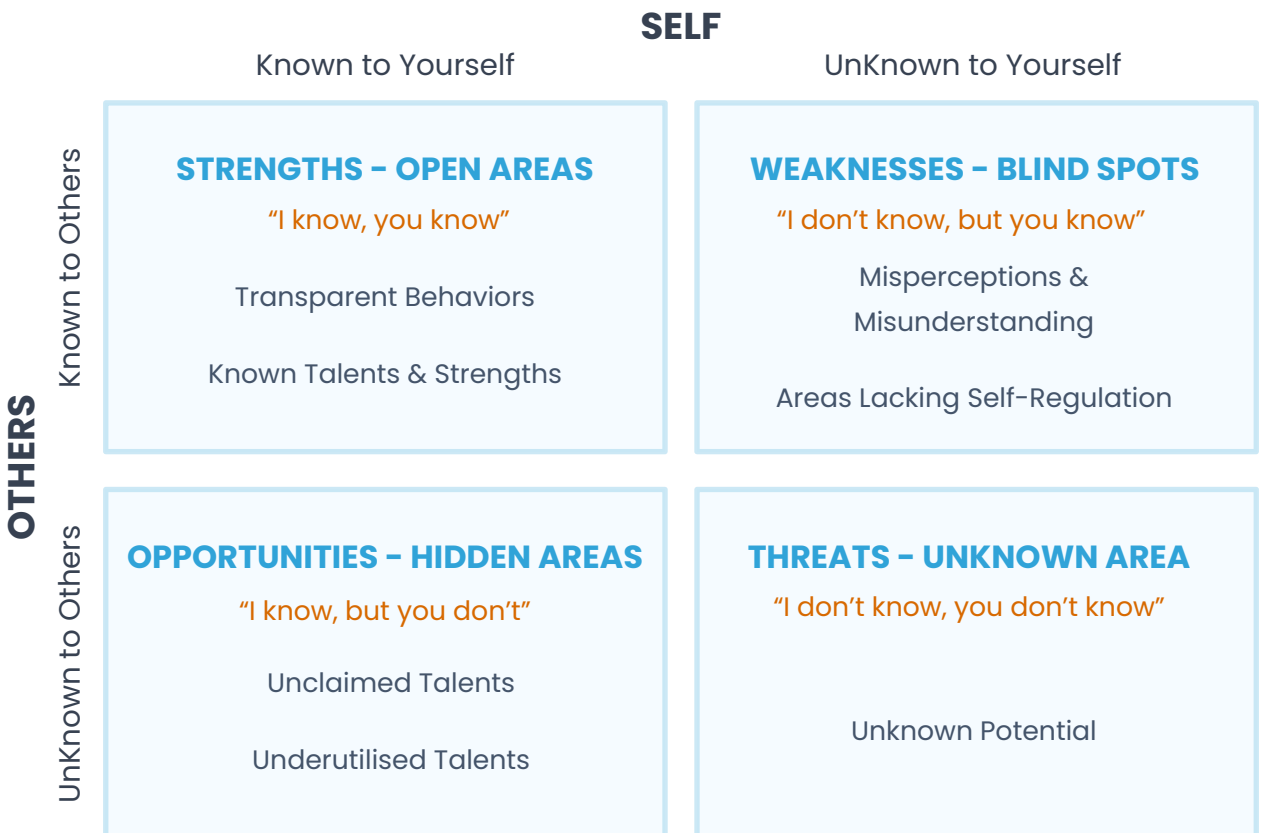 SELF
Known to Yourself
UnKnown to Yourself
OTHERS
Known to Others
STRENGTHS - OPEN AREAS
“I know, you know”
Transparent Behaviors
Known Talents & Strengths
WEAKNESSES - BLIND SPOTS
“I don’t know, but you know”
Misperceptions &
Misunderstanding
Areas Lacking Self-Regulation
UnKnown to Others
OPPORTUNITIES - HIDDEN AREAS
“I know, but you don’t”
Unclaimed Talents
Underutilised Talents
THREATS - UNKNOWN AREA
“I don’t know, you don’t know”
Unknown Potential